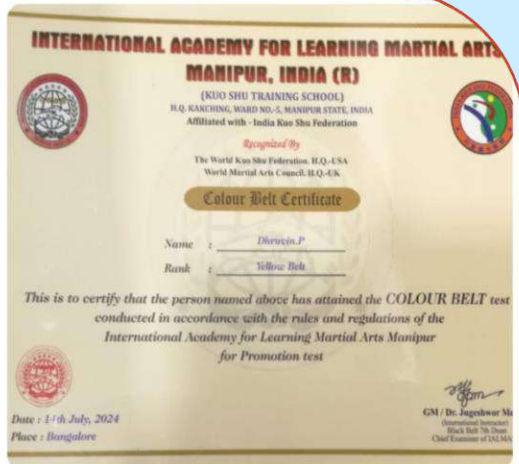 INTERNATIONAL ACADEMY FOR LEARNING MARTIAL ARTS
MANIPUR, INDIA (R)
(KUO SHU TRAINING SCHOOL)
H.Q. KAKCHING, WARD NO.-5, MANIPUR STATE, INDIA
Affiliated with - India Kuo Shu Federation
Recognized By
The World Kuo Shu Federation. H.Q.-USA
World Martial Arts Council. H.Q.-UK
Colour Belt Certificate
Name : Dhruvin.P
Rank : Yellow Belt
This is to certify that the person named above has attained the COLOUR BELT test
conducted in accordance with the rules and regulations of the
International Academy for Learning Martial Arts Manipur
for Promotion test
Date : 14th July, 2024
Place : Bangalore
GM / Dr. Jugeshwor
(International Instructor)
Black Belt 7th Duan
Chief Examiner of IALMA